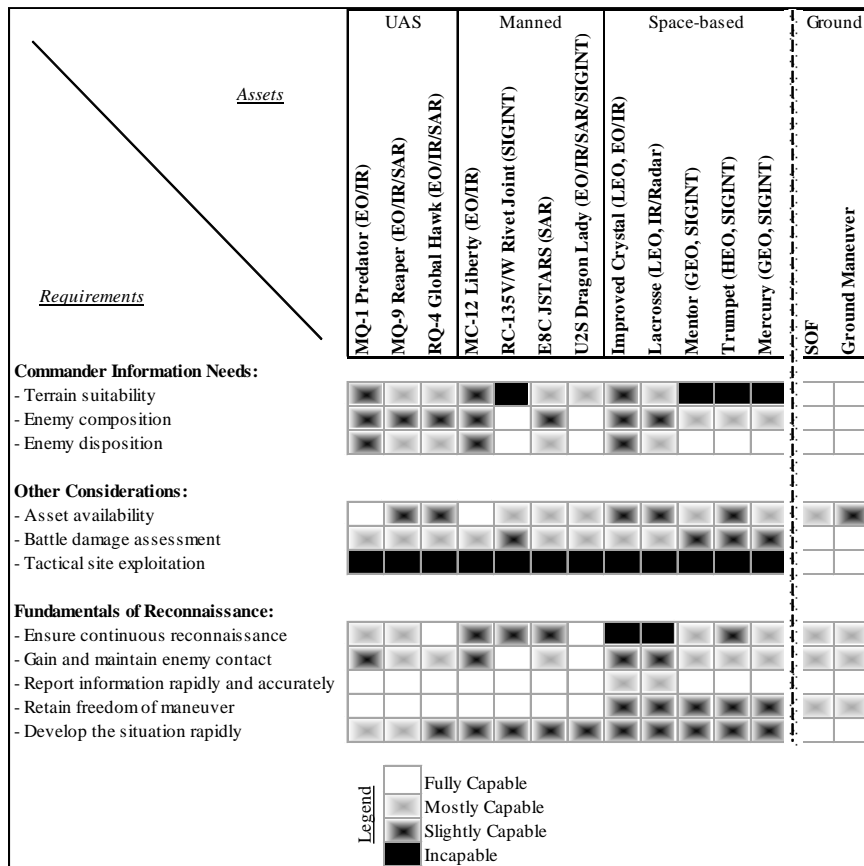 UAS Manned Space-based Ground
Assets
Requirements
MQ-1 Predator (EO/IR)
MQ-9 Reaper (EO/IR/SAR)
RQ-4 Global Hawk (EO/IR/SAR)
MC-12 Liberty (EO/IR)
RC-135V/W Rivet Joint (SIGINT)
E8C JSTARS (SAR)
U2S Dragon Lady (EO/IR/SAR/SIGINT)
Improved Crystal (LEO, EO/IR)
Lacrosse (LEO, IR/Radar)
Mentor (GEO, SIGINT)
Trumpet (HEO, SIGINT)
Mercury (GEO, SIGINT)
SOF
Ground Maneuver
Commander Information Needs:
- Terrain suitability
- Enemy composition
- Enemy disposition
Other Considerations:
- Asset availability
- Battle damage assessment
- Tactical site exploitation
Fundamentals of Reconnaissance:
- Ensure continuous reconnaissance
- Gain and maintain enemy contact
- Report information rapidly and accurately
- Retain freedom of maneuver
- Develop the situation rapidly
Legend
Fully Capable
Mostly Capable
Slightly Capable
Incapable